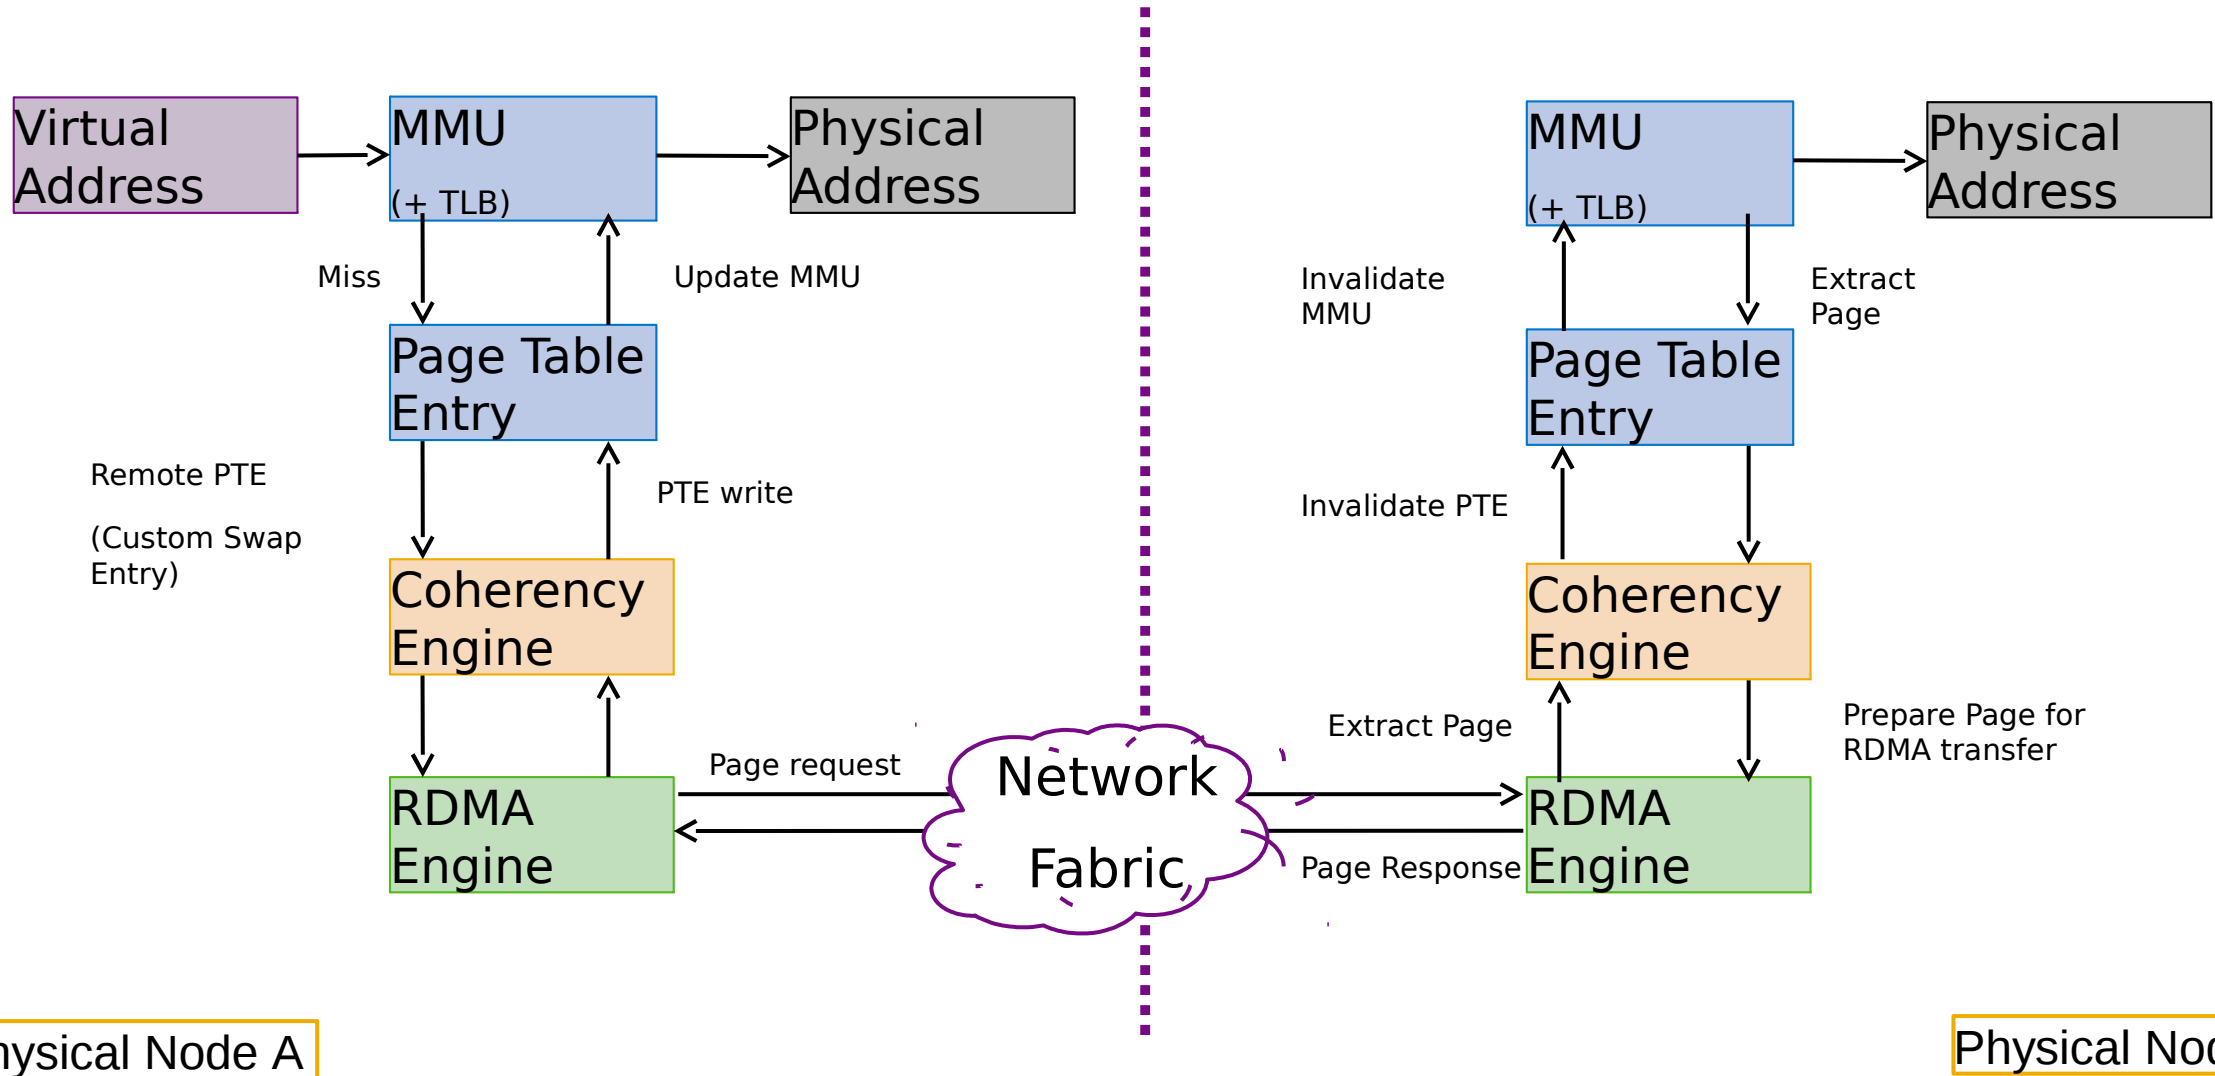 Virtual
Address
MMU
(+ TLB)
Physical
Address
Miss
Update MMU
Page Table
Entry
Remote PTE
(Custom Swap
Entry)
PTE write
Coherency
Engine
RDMA
Engine
Page request
Network
Fabric
MMU
(+ TLB)
Physical
Address
Invalidate
MMU
Extract
Page
Page Table
Entry
Invalidate PTE
Coherency
Engine
Extract Page
Prepare Page for
RDMA transfer
RDMA
Engine
Page Response
Node A
Physical